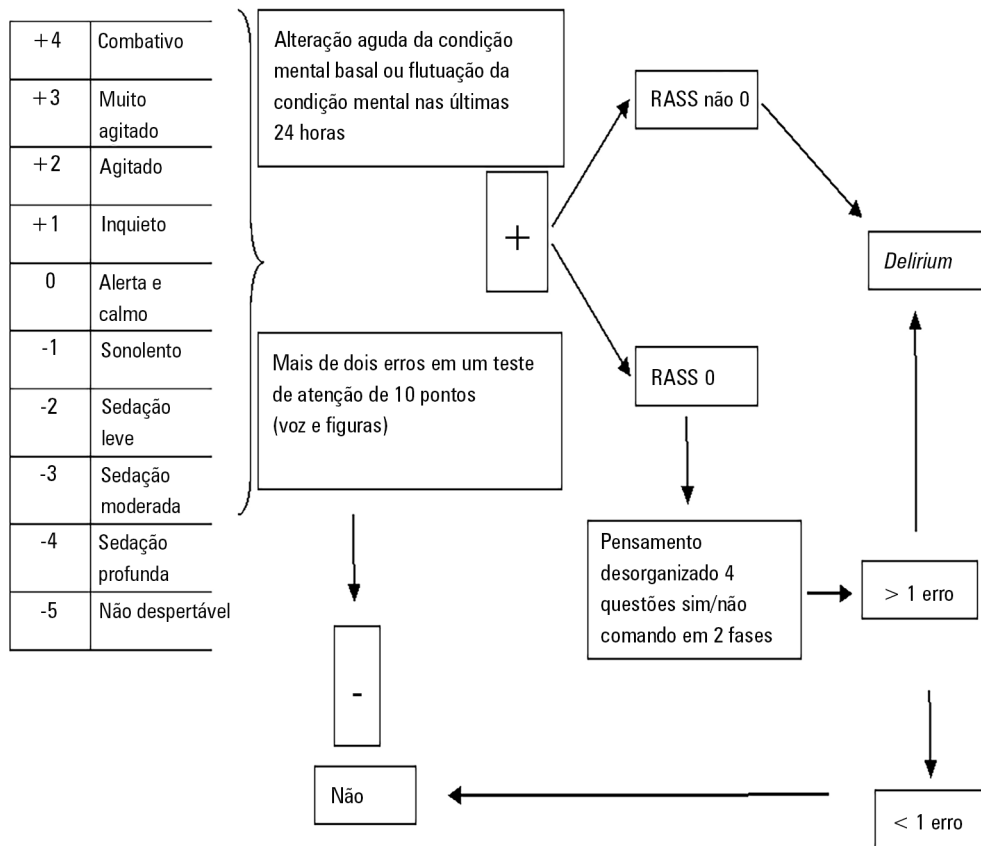 +4 Combativo
+3 Muito
agitado
+2 Agitado
+1 Inquieto
0 Alerta e
calmo
-1 Sonolento
-2 Sedação
leve
-3 Sedação
moderada
-4 Sedação
profunda
-5 Não despertável
Alteração aguda da condição
mental basal ou flutuação da
condição mental nas últimas
24 horas
+
Mais de dois erros em um teste
de atenção de 10 pontos
(voz e figuras)
-
Não
RASS não 0
RASS 0
Delirium
Pensamento
desorganizado 4
questões sim/não
comando em 2 fases
> 1 erro
< 1 erro